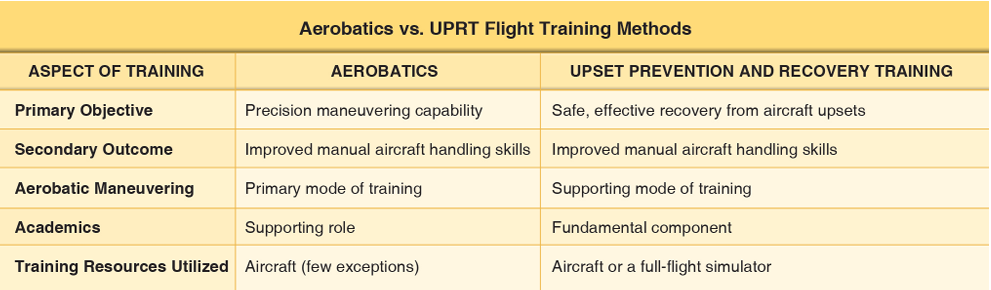 Aerobatics vs. UPRT Flight Training Methods
ASPECT OF TRAINING AEROBATICS UPSET PREVENTION AND RECOVERY TRAINING
Primary Objective Precision maneuvering capability Safe, effective recovery from aircraft upsets
Secondary Outcome Improved manual aircraft handling skills Improved manual aircraft handling skills
Aerobatic Maneuvering Primary mode of training Supporting mode of training
Academics Supporting role Fundamental component
Training Resources Utilized Aircraft (few exceptions) Aircraft or a full-flight simulator